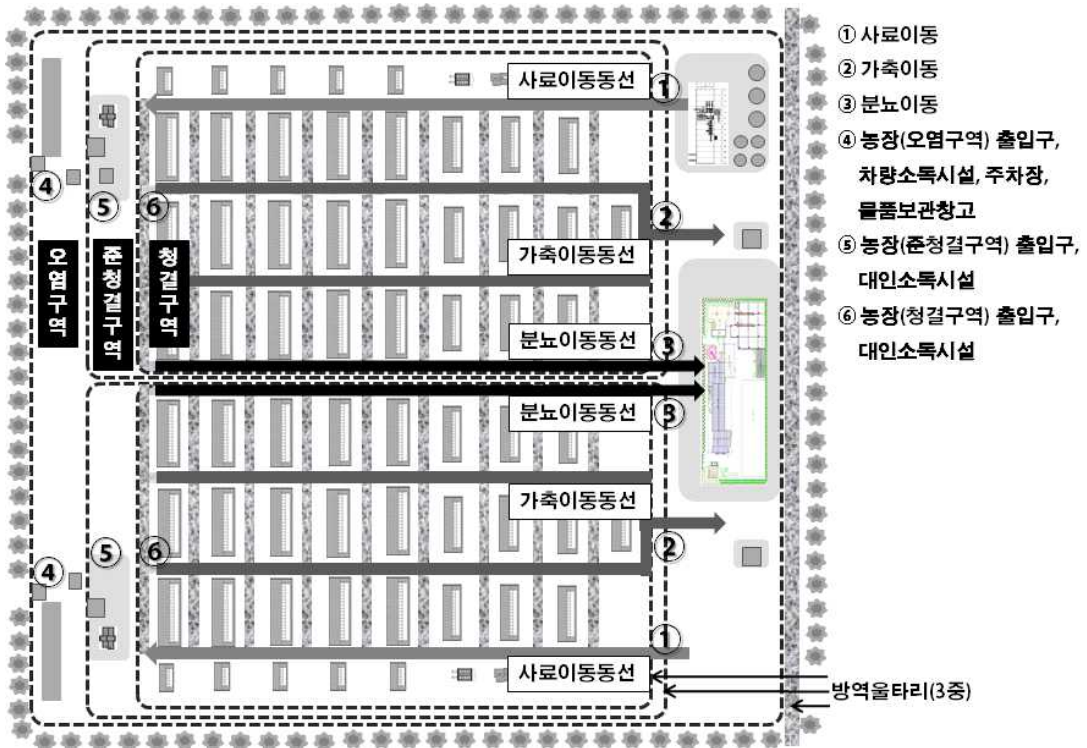 사료이동동선
①
④
⑤
⑥
②
오염구역
준청결구역
청결구역
가축이동동선
분뇨이동동선
③
분뇨이동동선
③
가축이동동선
④
⑤
⑥
②
①
사료이동동선
① 사료이동
② 가축이동
③ 분뇨이동
④ 농장(오염구역) 출입구,
차량소독시설, 주차장,
물품보관창고
⑤ 농장(준청결구역) 출입구,
대인소독시설
⑥ 농장(청결구역) 출입구,
대인소독시설
방역울타리(3중)